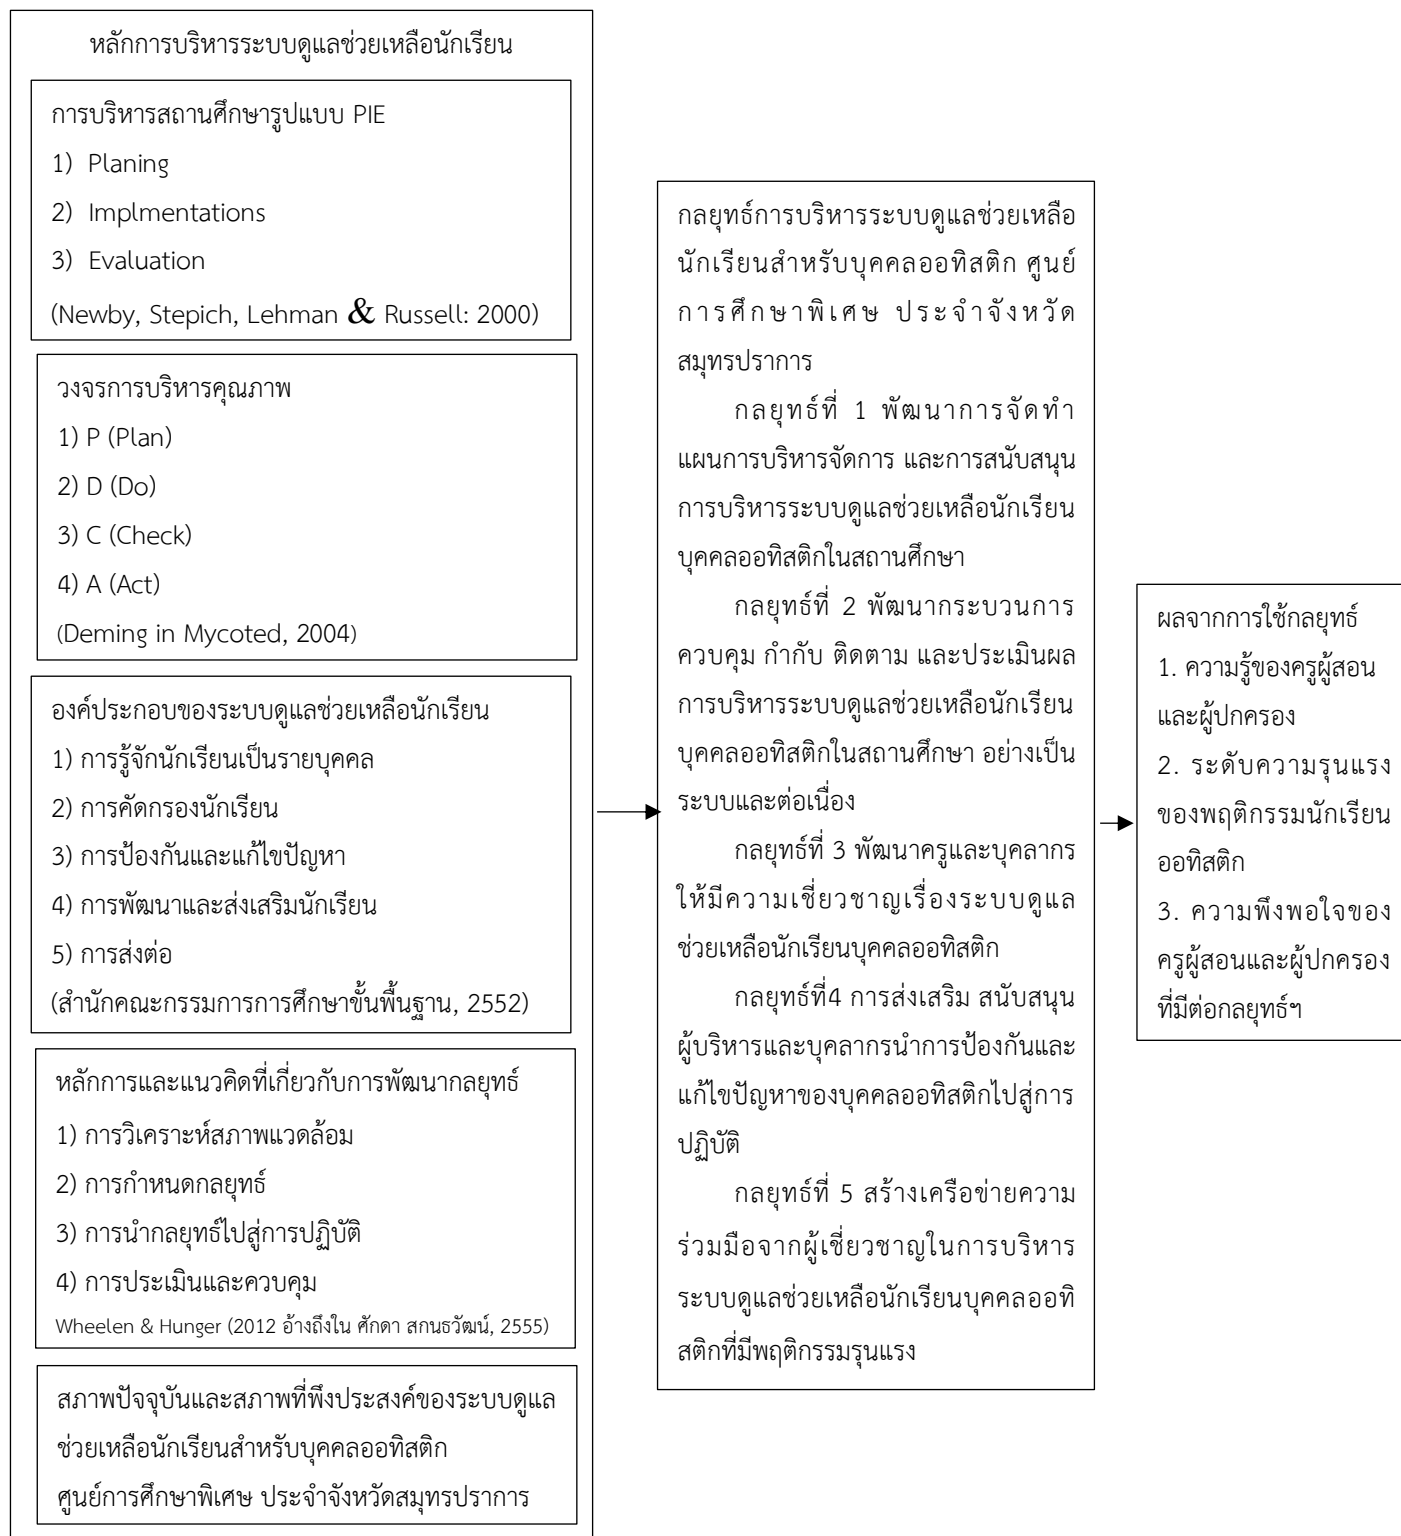 หลักการบริหารระบบดูแลช่วยเหลือนักเรียน
การบริหารสถานศึกษารูปแบบ PIE
1) Planing
2) Implmentations
3) Evaluation
(Newby, Stepich, Lehman & Russell: 2000)
วงจรการบริหารคุณภาพ
1) P (Plan)
2) D (Do)
3) C (Check)
4) A (Act)
(Deming in Mycoted, 2004)
องค์ประกอบของระบบดูแลช่วยเหลือนักเรียน
1) การรู้จักนักเรียนเป็นรายบุคคล
2) การคัดกรองนักเรียน
3) การป้องกันและแก้ไขปัญหา
4) การพัฒนาและส่งเสริมนักเรียน
5) การส่งต่อ
(สำนักคณะกรรมการการศึกษาขั้นพื้นฐาน, 2552)
หลักการและแนวคิดที่เกี่ยวกับการพัฒนากลยุทธ์
1) การวิเคราะห์สภาพแวดล้อม
2) การกำหนดกลยุทธ์
3) การนำกลยุทธ์ไปสู่การปฏิบัติ
4) การประเมินและควบคุม
Wheelen & Hunger (2012 อ้างถึงใน ศักดา สกนธวัฒน์, 2555)
สภาพปัจจุบันและสภาพที่พึงประสงค์ของระบบดูแล
ช่วยเหลือนักเรียนสำหรับบุคคลออทิสติก
ศูนย์การศึกษาพิเศษ ประจำจังหวัดสมุทรปราการ
กลยุทธ์การบริหารระบบดูแลช่วยเหลือ
นักเรียนสำหรับบุคคลออทิสติก ศูนย์
การศึกษาพิเศษ ประจำจังหวัด
สมุทรปราการ
กลยุทธ์ที่ 1 พัฒนาการจัดทำ
แผนการบริหารจัดการ และการสนับสนุน
การบริหารระบบดูแลช่วยเหลือนักเรียน
บุคคลออทิสติกในสถานศึกษา
กลยุทธ์ที่ 2 พัฒนากระบวนการ
ควบคุม กำกับ ติดตาม และประเมินผล
การบริหารระบบดูแลช่วยเหลือนักเรียน
บุคคลออทิสติกในสถานศึกษา อย่างเป็น
ระบบและต่อเนื่อง
กลยุทธ์ที่ 3 พัฒนาครูและบุคลากร
ให้มีความเชี่ยวชาญเรื่องระบบดูแล
ช่วยเหลือนักเรียนบุคคลออทิสติก
กลยุทธ์ที่4 การส่งเสริม สนับสนุน
ผู้บริหารและบุคลากรนำการป้องกันและ
แก้ไขปัญหาของบุคคลออทิสติกไปสู่การ
ปฏิบัติ
กลยุทธ์ที่ 5 สร้างเครือข่ายความ
ร่วมมือจากผู้เชี่ยวชาญในการบริหาร
ระบบดูแลช่วยเหลือนักเรียนบุคคลออทิ
สติกที่มีพฤติกรรมรุนแรง
ผลจากการใช้กลยุทธ์
1. ความรู้ของครูผู้สอน
และผู้ปกครอง
2. ระดับความรุนแรง
ของพฤติกรรมนักเรียน
ออทิสติก
3. ความพึงพอใจของ
ครูผู้สอนและผู้ปกครอง
ที่มีต่อกลยุทธ์ฯ